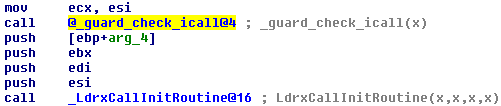 mov     ecx, esi
call    @_guard_check_icall@4 ; _guard_check_icall(x)
push    [ebp+arg_4]
push    ebx
push    edi
push    esi
call    _LdrxCallInitRoutine@16 ; LdrxCallInitRoutine(x,x,x,x)